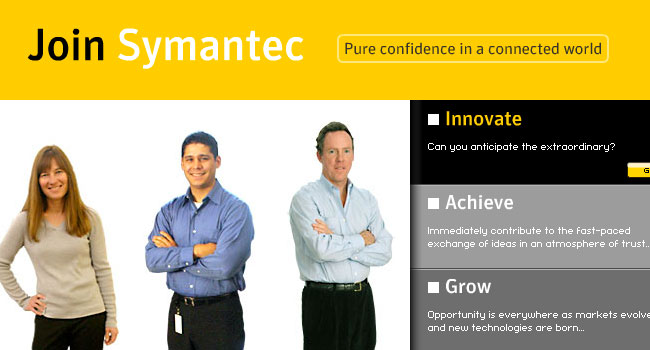 Join Symantec
Pure confidence in a connected world
Innovate
Can you anticipate the extraordinary?
Achieve
Immediately contribute to the fast-paced
exchange of ideas in an atmosphere of trust..
Grow
Opportunity is everywhere as markets evolve
and new technologies are born...